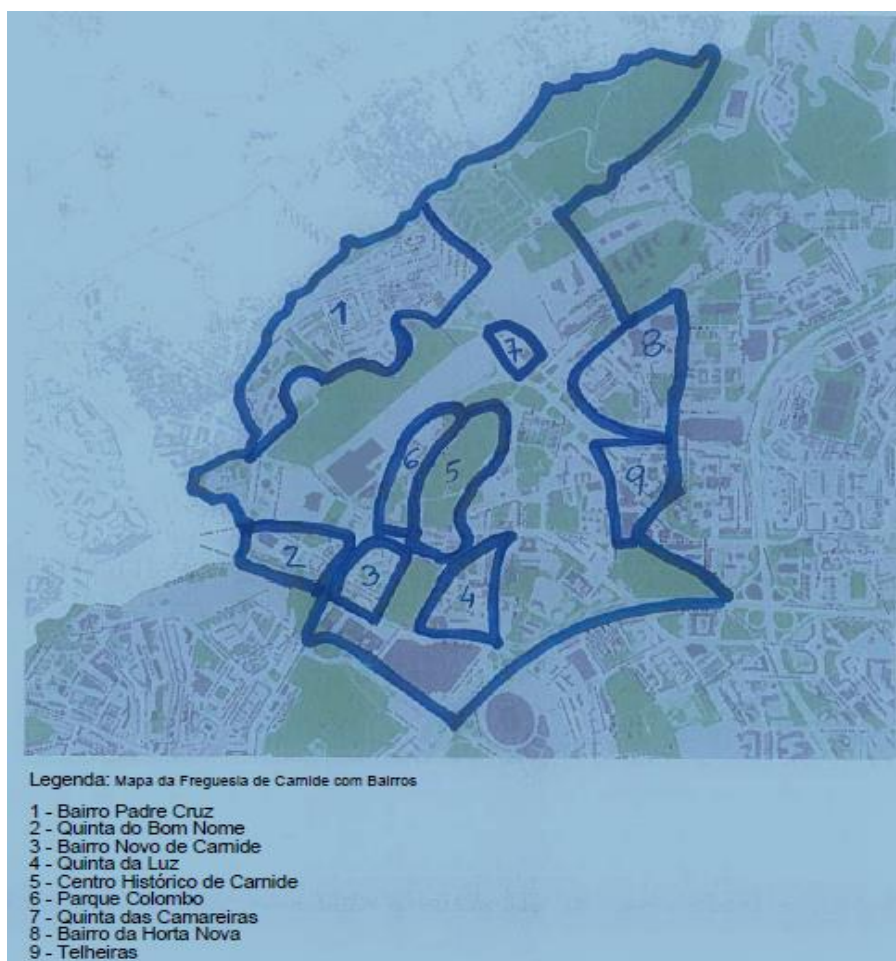 1
7
8
6
5
9
2
3
4
Legenda: Mapa da Freguesia de Carnide com Bairros
1 - Bairro Padre Cruz
2 - Quinta do Bom Nome
3 - Bairro Novo de Carnide
4 - Quinta da Luz
5 - Centro Histórico de Carnide
6 - Parque Colombo
7 - Quinta das Camareiras
8 - Bairro da Horta Nova
9 - Telheiras